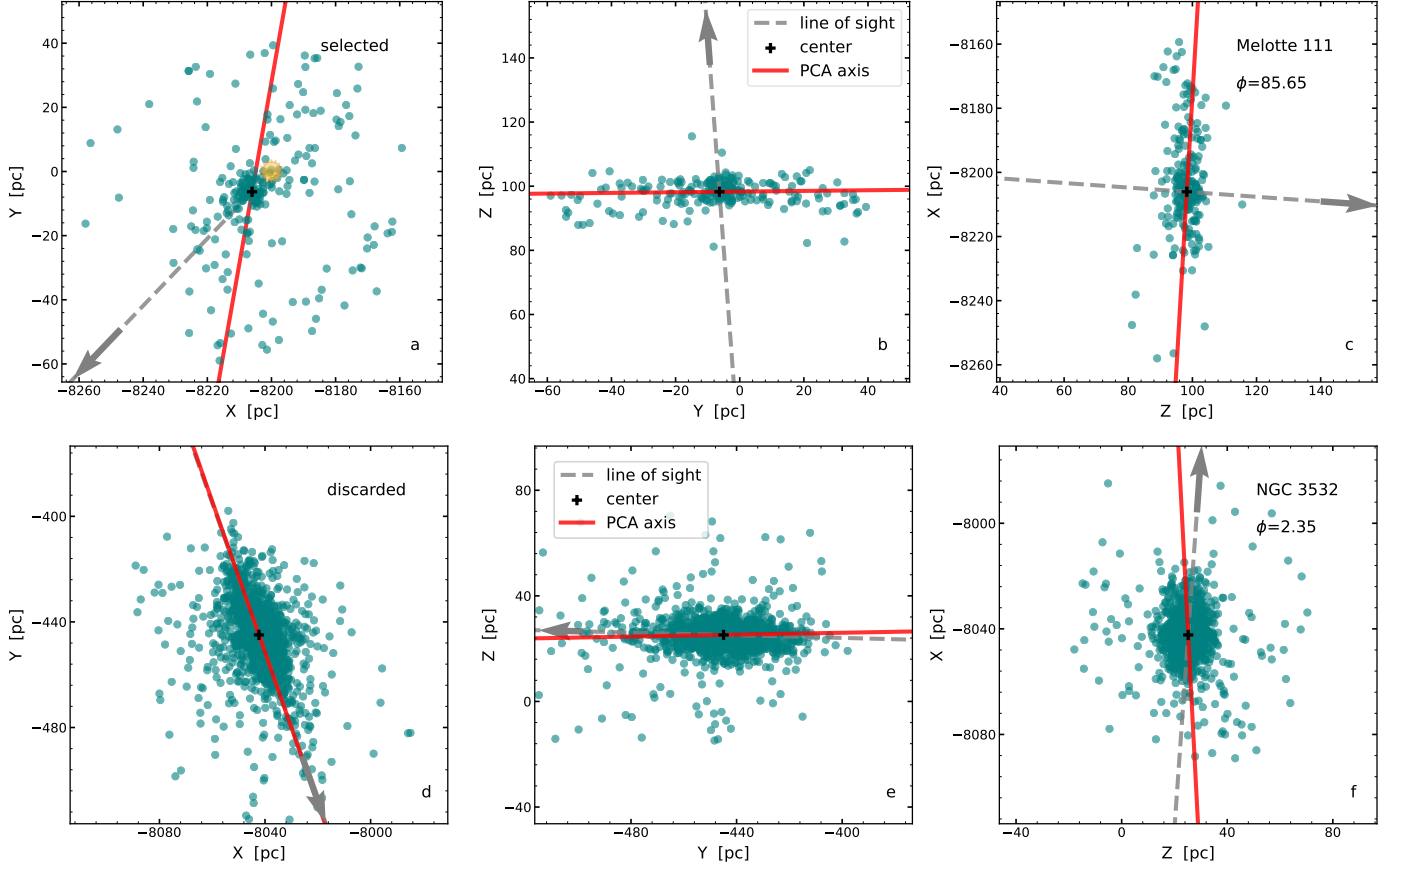 40
20
0
−20
−40
−60
Y [pc]
selected
a
−8260
−8240
−8220
−8200
−8180
−8160
X [pc]
140
120
100
80
60
40
Z [pc]
line of sight
center
PCA axis
b
−60
−40
−20
0
20
40
Y [pc]
−8160
−8180
−8200
−8220
−8240
−8260
X [pc]
Melotte 111
ϕ=85.65
c
40
60
80
100
120
140
Z [pc]
−400
−440
−480
Y [pc]
discarded
d
−8080
−8040
−8000
X [pc]
80
40
0
−40
Z [pc]
line of sight
center
PCA axis
e
−480
−440
−400
Y [pc]
−8000
−8040
−8080
X [pc]
NGC 3532
ϕ=2.35
f
−40
0
40
80
Z [pc]